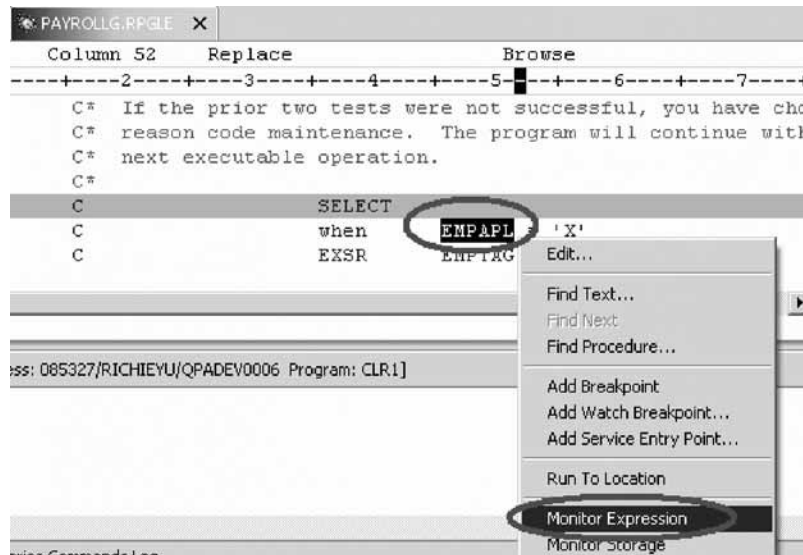 PAYROLLG.RPGLE X
Column 52 Replace Browse
----+----2----+----3----+----4----+----5----+----6----+----7----+
C* If the prior two tests were not successful, you have cho
C* reason code maintenance. The program will continue with
C* next executable operation.
C*
C SELECT
C when EMPAPL = 'X'
C EXSR EMPTAG
Edit...
Find Text...
Find Next
Find Procedure...
Add Breakpoint
Add Watch Breakpoint...
Add Service Entry Point...
Run To Location
Monitor Expression
Monitor Storage
ess: 085327/RICHIEYU/QPADEV0006 Program: CLR1]
Commands Log